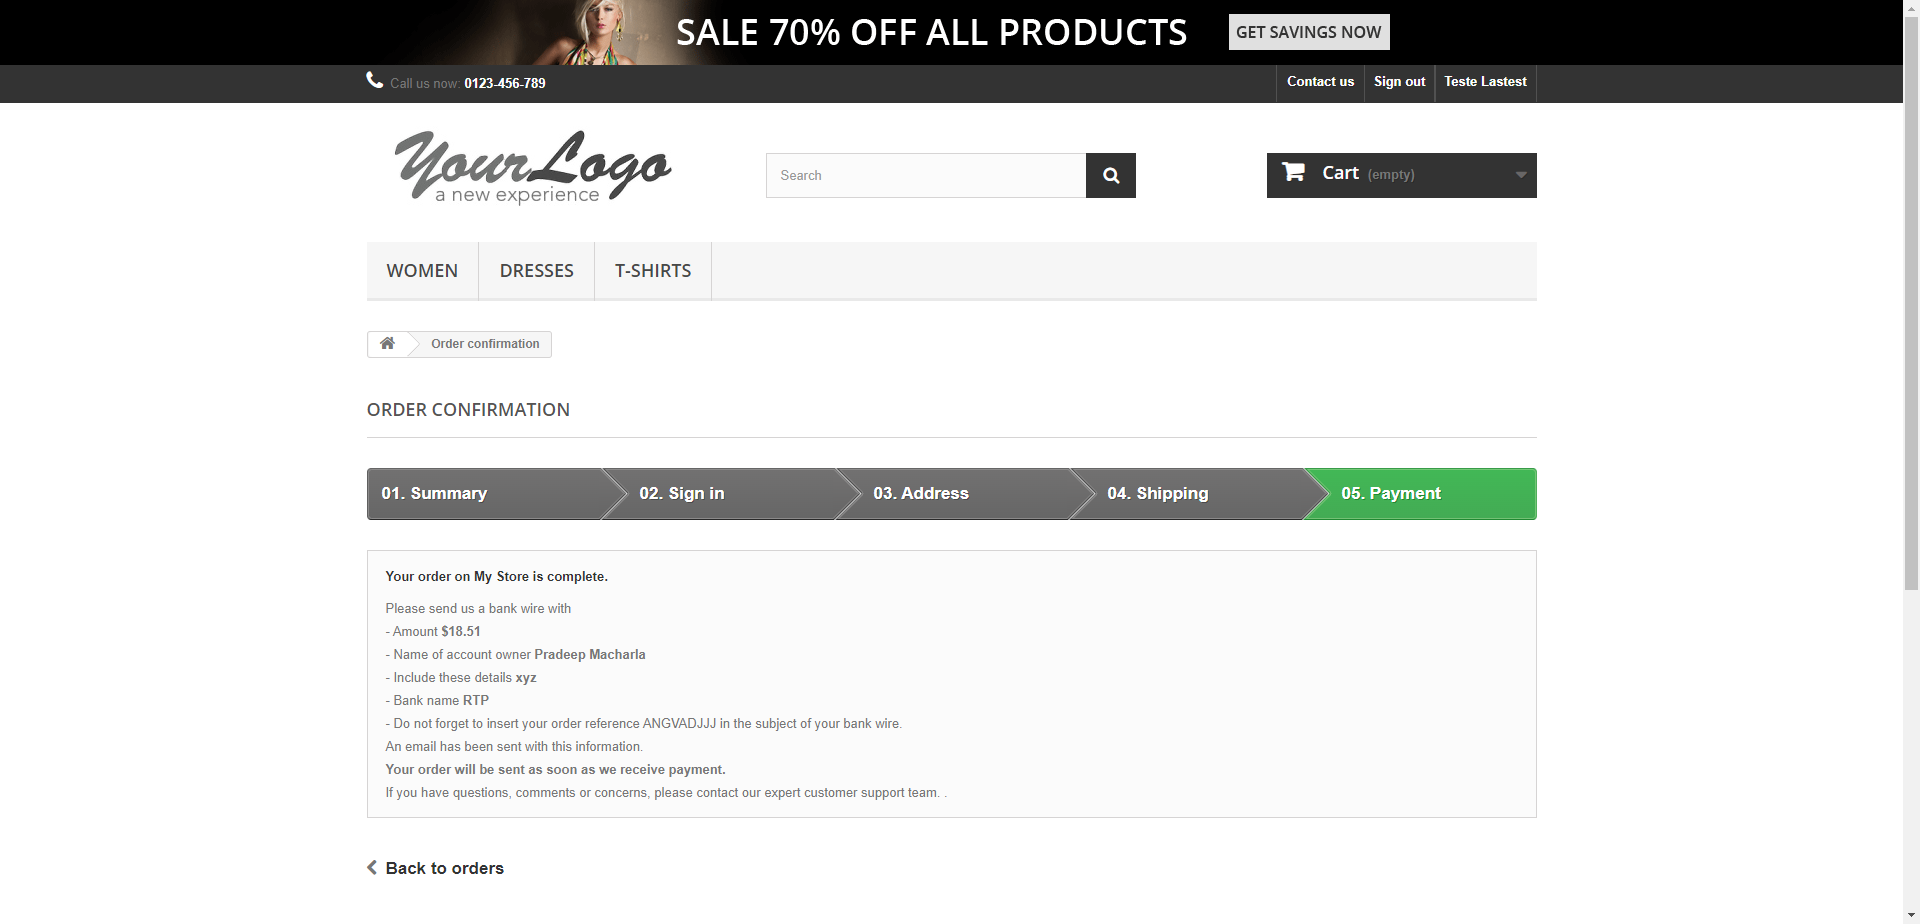 SALE 70% OFF ALL PRODUCTS GET SAVINGS NOW
Call us now: 0123-456-789 Contact us Sign out Teste Lastest
YourLogo
a new experience
Search
Cart (empty)
WOMEN DRESSES T-SHIRTS
Order confirmation
ORDER CONFIRMATION
01. Summary 02. Sign in 03. Address 04. Shipping 05. Payment
Your order on My Store is complete.
Please send us a bank wire with
- Amount $18.51
- Name of account owner Pradeep Macharla
- Include these details xyz
- Bank name RTP
- Do not forget to insert your order reference ANGVADJJJ in the subject of your bank wire.
An email has been sent with this information.
Your order will be sent as soon as we receive payment.
If you have questions, comments or concerns, please contact our expert customer support team. .
Back to orders